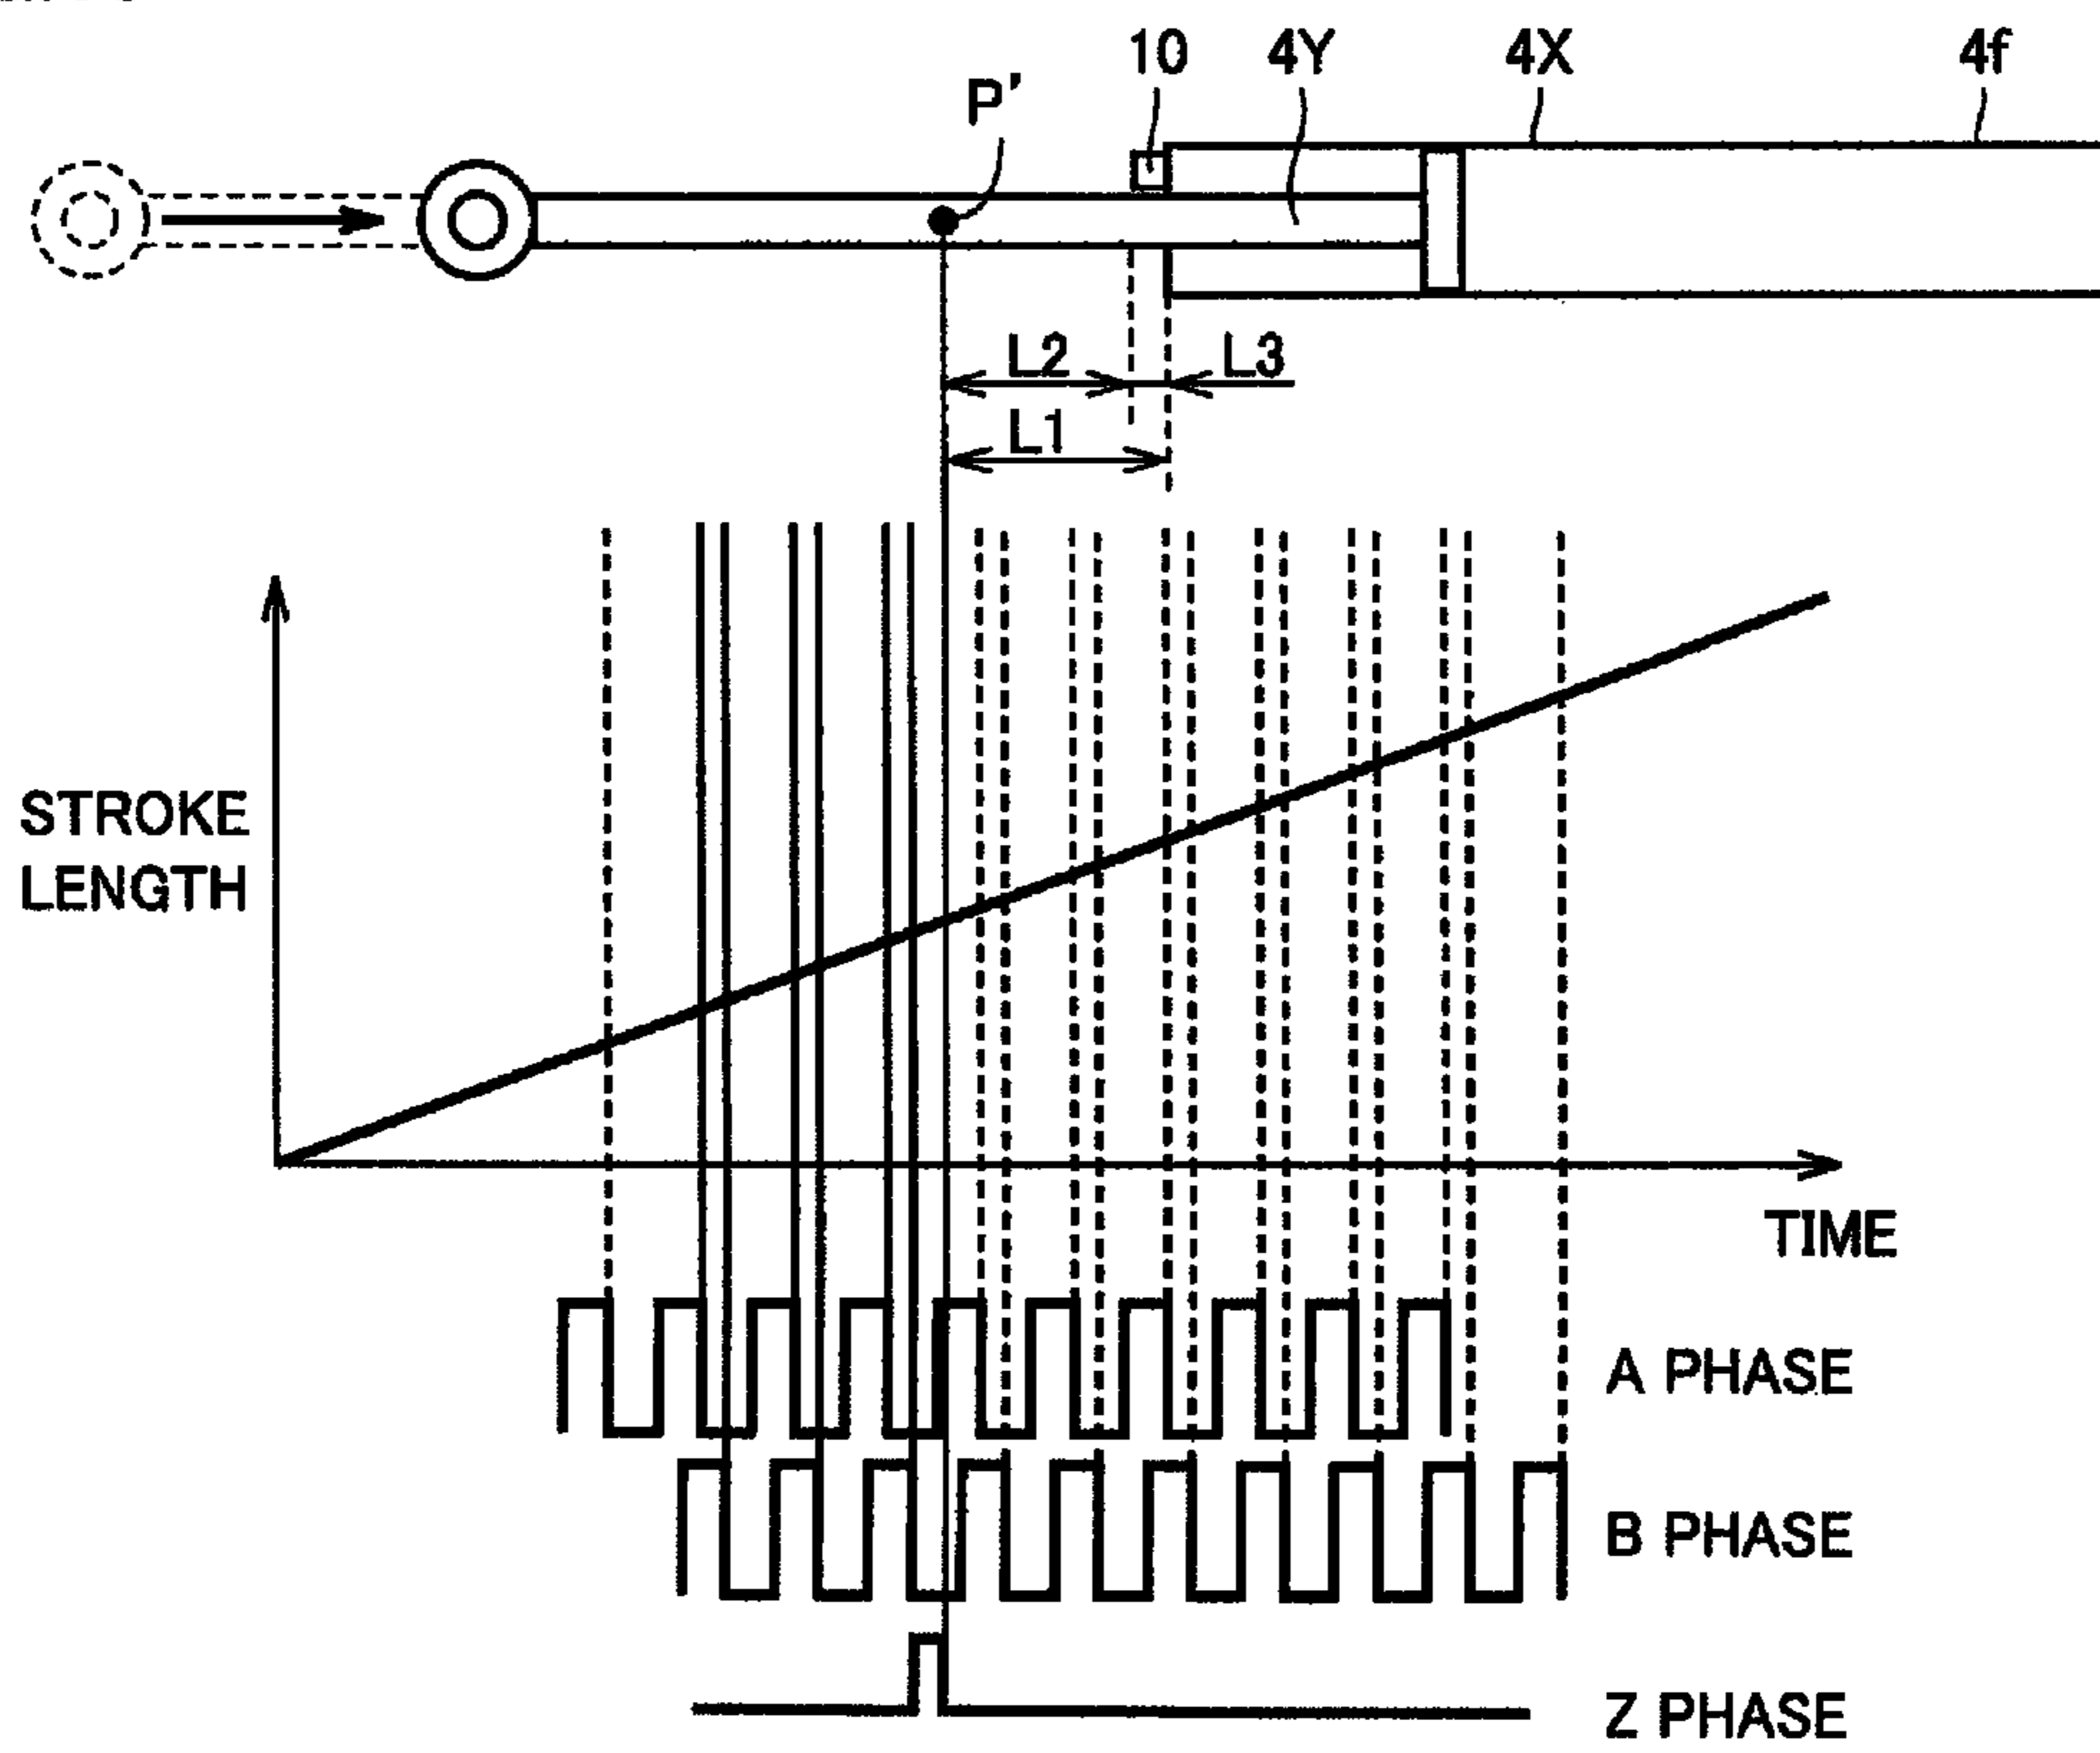 10 4Y 4X 4f
P'
L2 L3
L1
STROKE
LENGTH
TIME
A PHASE
B PHASE
Z PHASE